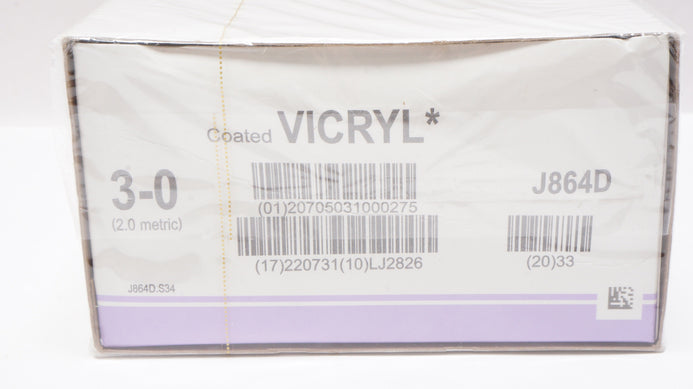 Coated VICRYL*
3-0
(2.0 metric)
J864D
(01)20705031000275
(17)220731(10)LJ2826
(20)33
J864D:S34